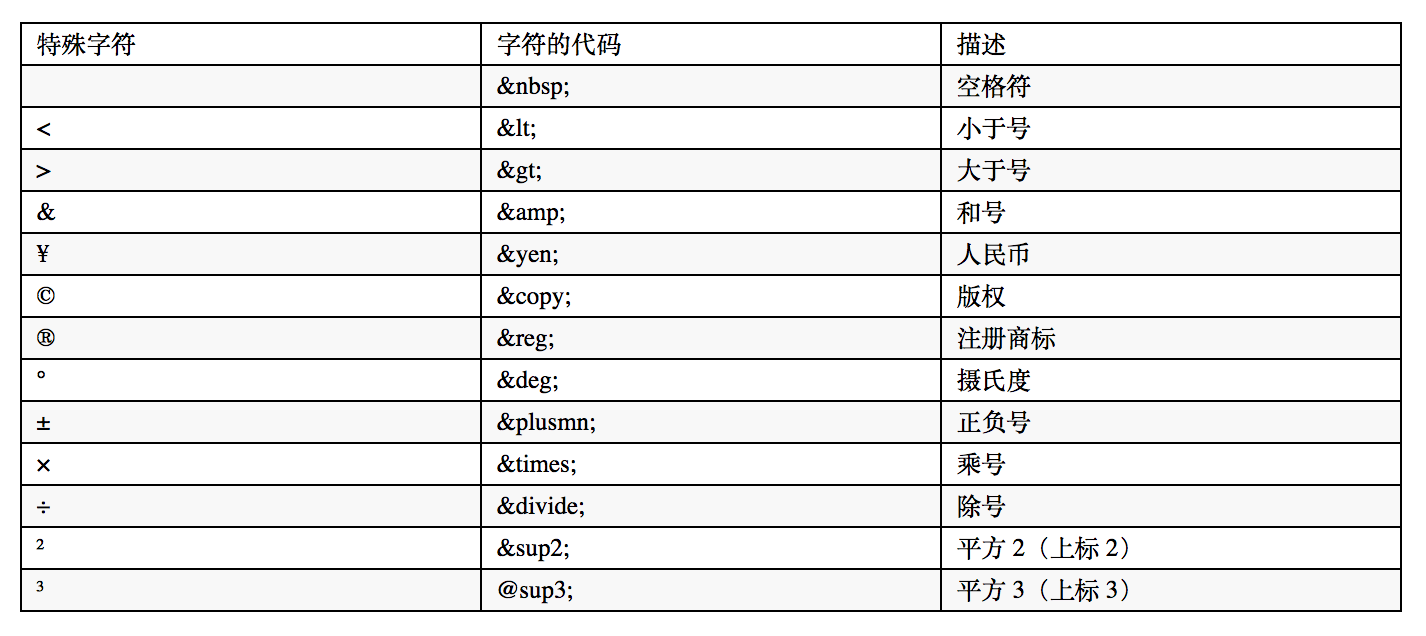 特殊字符 字符的代码 描述
&nbsp; 空格符
< &lt; 小于号
> &gt; 大于号
& &amp; 和号
¥ &yen; 人民币
© &copy; 版权
® &reg; 注册商标
° &deg; 摄氏度
± &plusmn; 正负号
× &times; 乘号
÷ &divide; 除号
² &sup2; 平方 2（上标 2）
³ @sup3; 平方 3（上标 3）